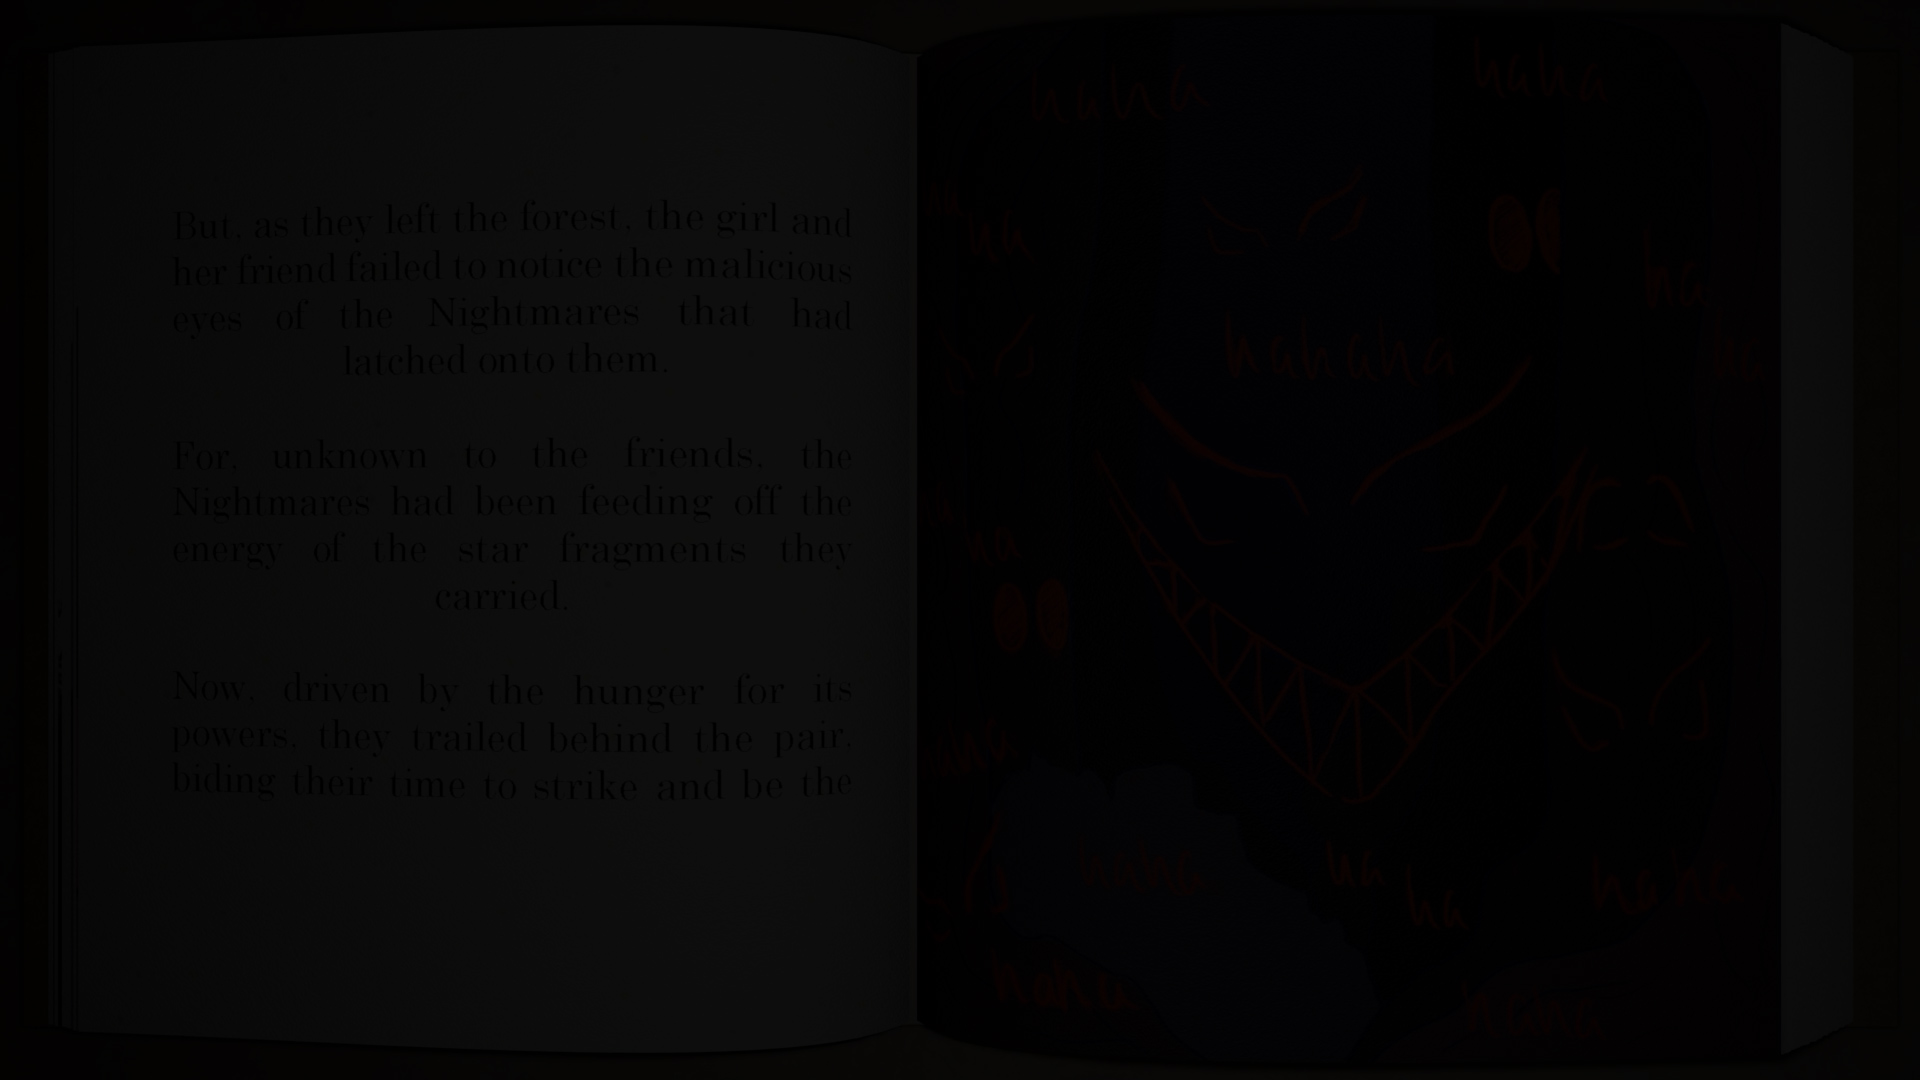 But, as they left the forest, the girl and
her friend failed to notice the malicious
eyes of the Nightmares that had
latched onto them.
For, unknown to the friends, the
Nightmares had been feeding off the
energy of the star fragments they
carried.
Now, driven by the hunger for its
powers, they trailed behind the pair,
biding their time to strike and be the
haha
haha
ha
ha
hahaha
ha
ha
haha
ha
ha
haha
haha